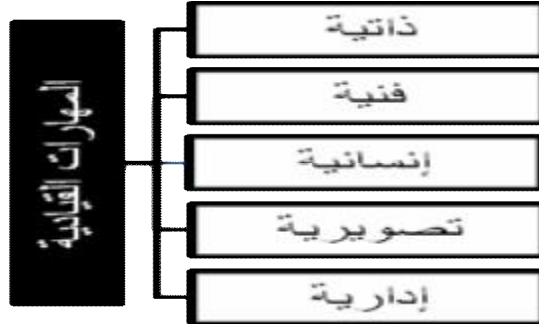 المهارات القيادية
ذاتية
فنية
إنسانية
تصويرية
إدارية